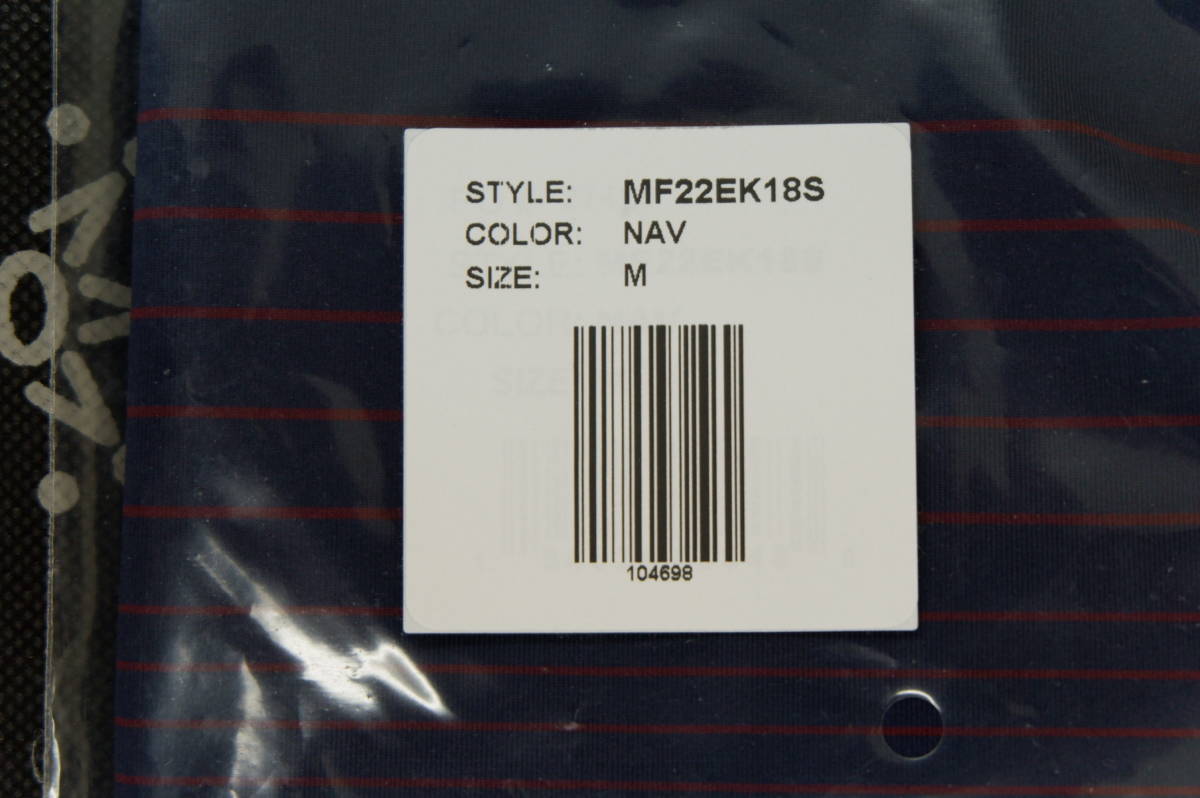 STYLE: MF22EK18S
COLOR: NAV
SIZE: M
104698